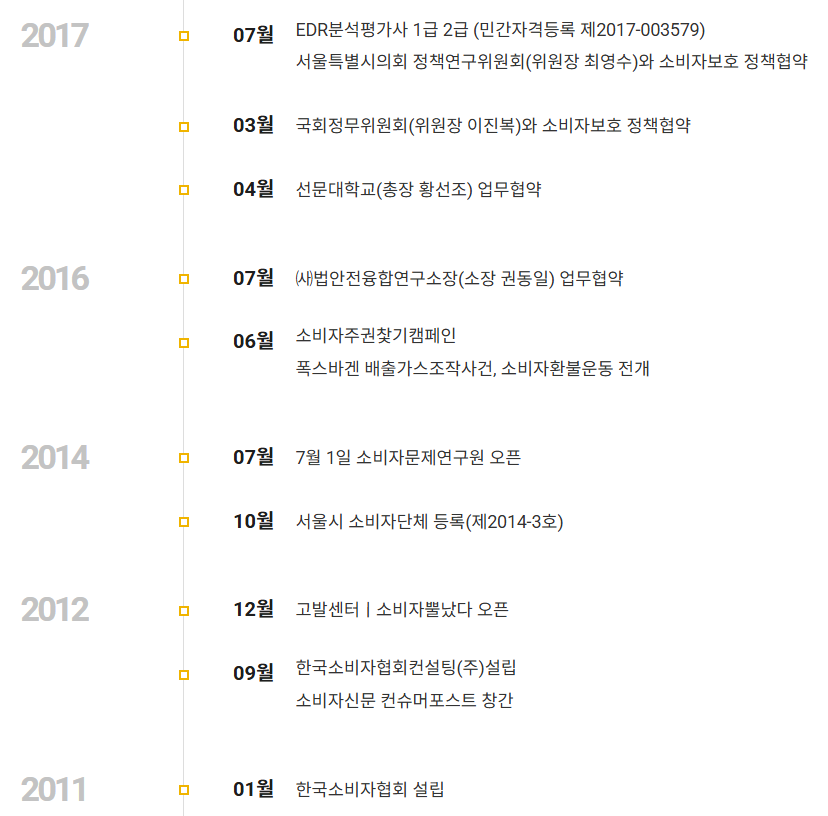 2017
07월 EDR분석평가사 1급 2급 (민간자격등록 제2017-003579)
서울특별시의회 정책연구위원회(위원장 최영수)와 소비자보호 정책협약
03월 국회정무위원회(위원장 이진복)와 소비자보호 정책협약
04월 선문대학교(총장 황선조) 업무협약
2016
07월 ㈔법안전융합연구소장(소장 권동일) 업무협약
06월 소비자주권찾기캠페인
폭스바겐 배출가스조작사건, 소비자환불운동 전개
2014
07월 7월 1일 소비자문제연구원 오픈
10월 서울시 소비자단체 등록(제2014-3호)
2012
12월 고발센터ㅣ소비자뿔났다 오픈
09월 한국소비자협회컨설팅(주)설립
소비자신문 컨슈머포스트 창간
2011
01월 한국소비자협회 설립